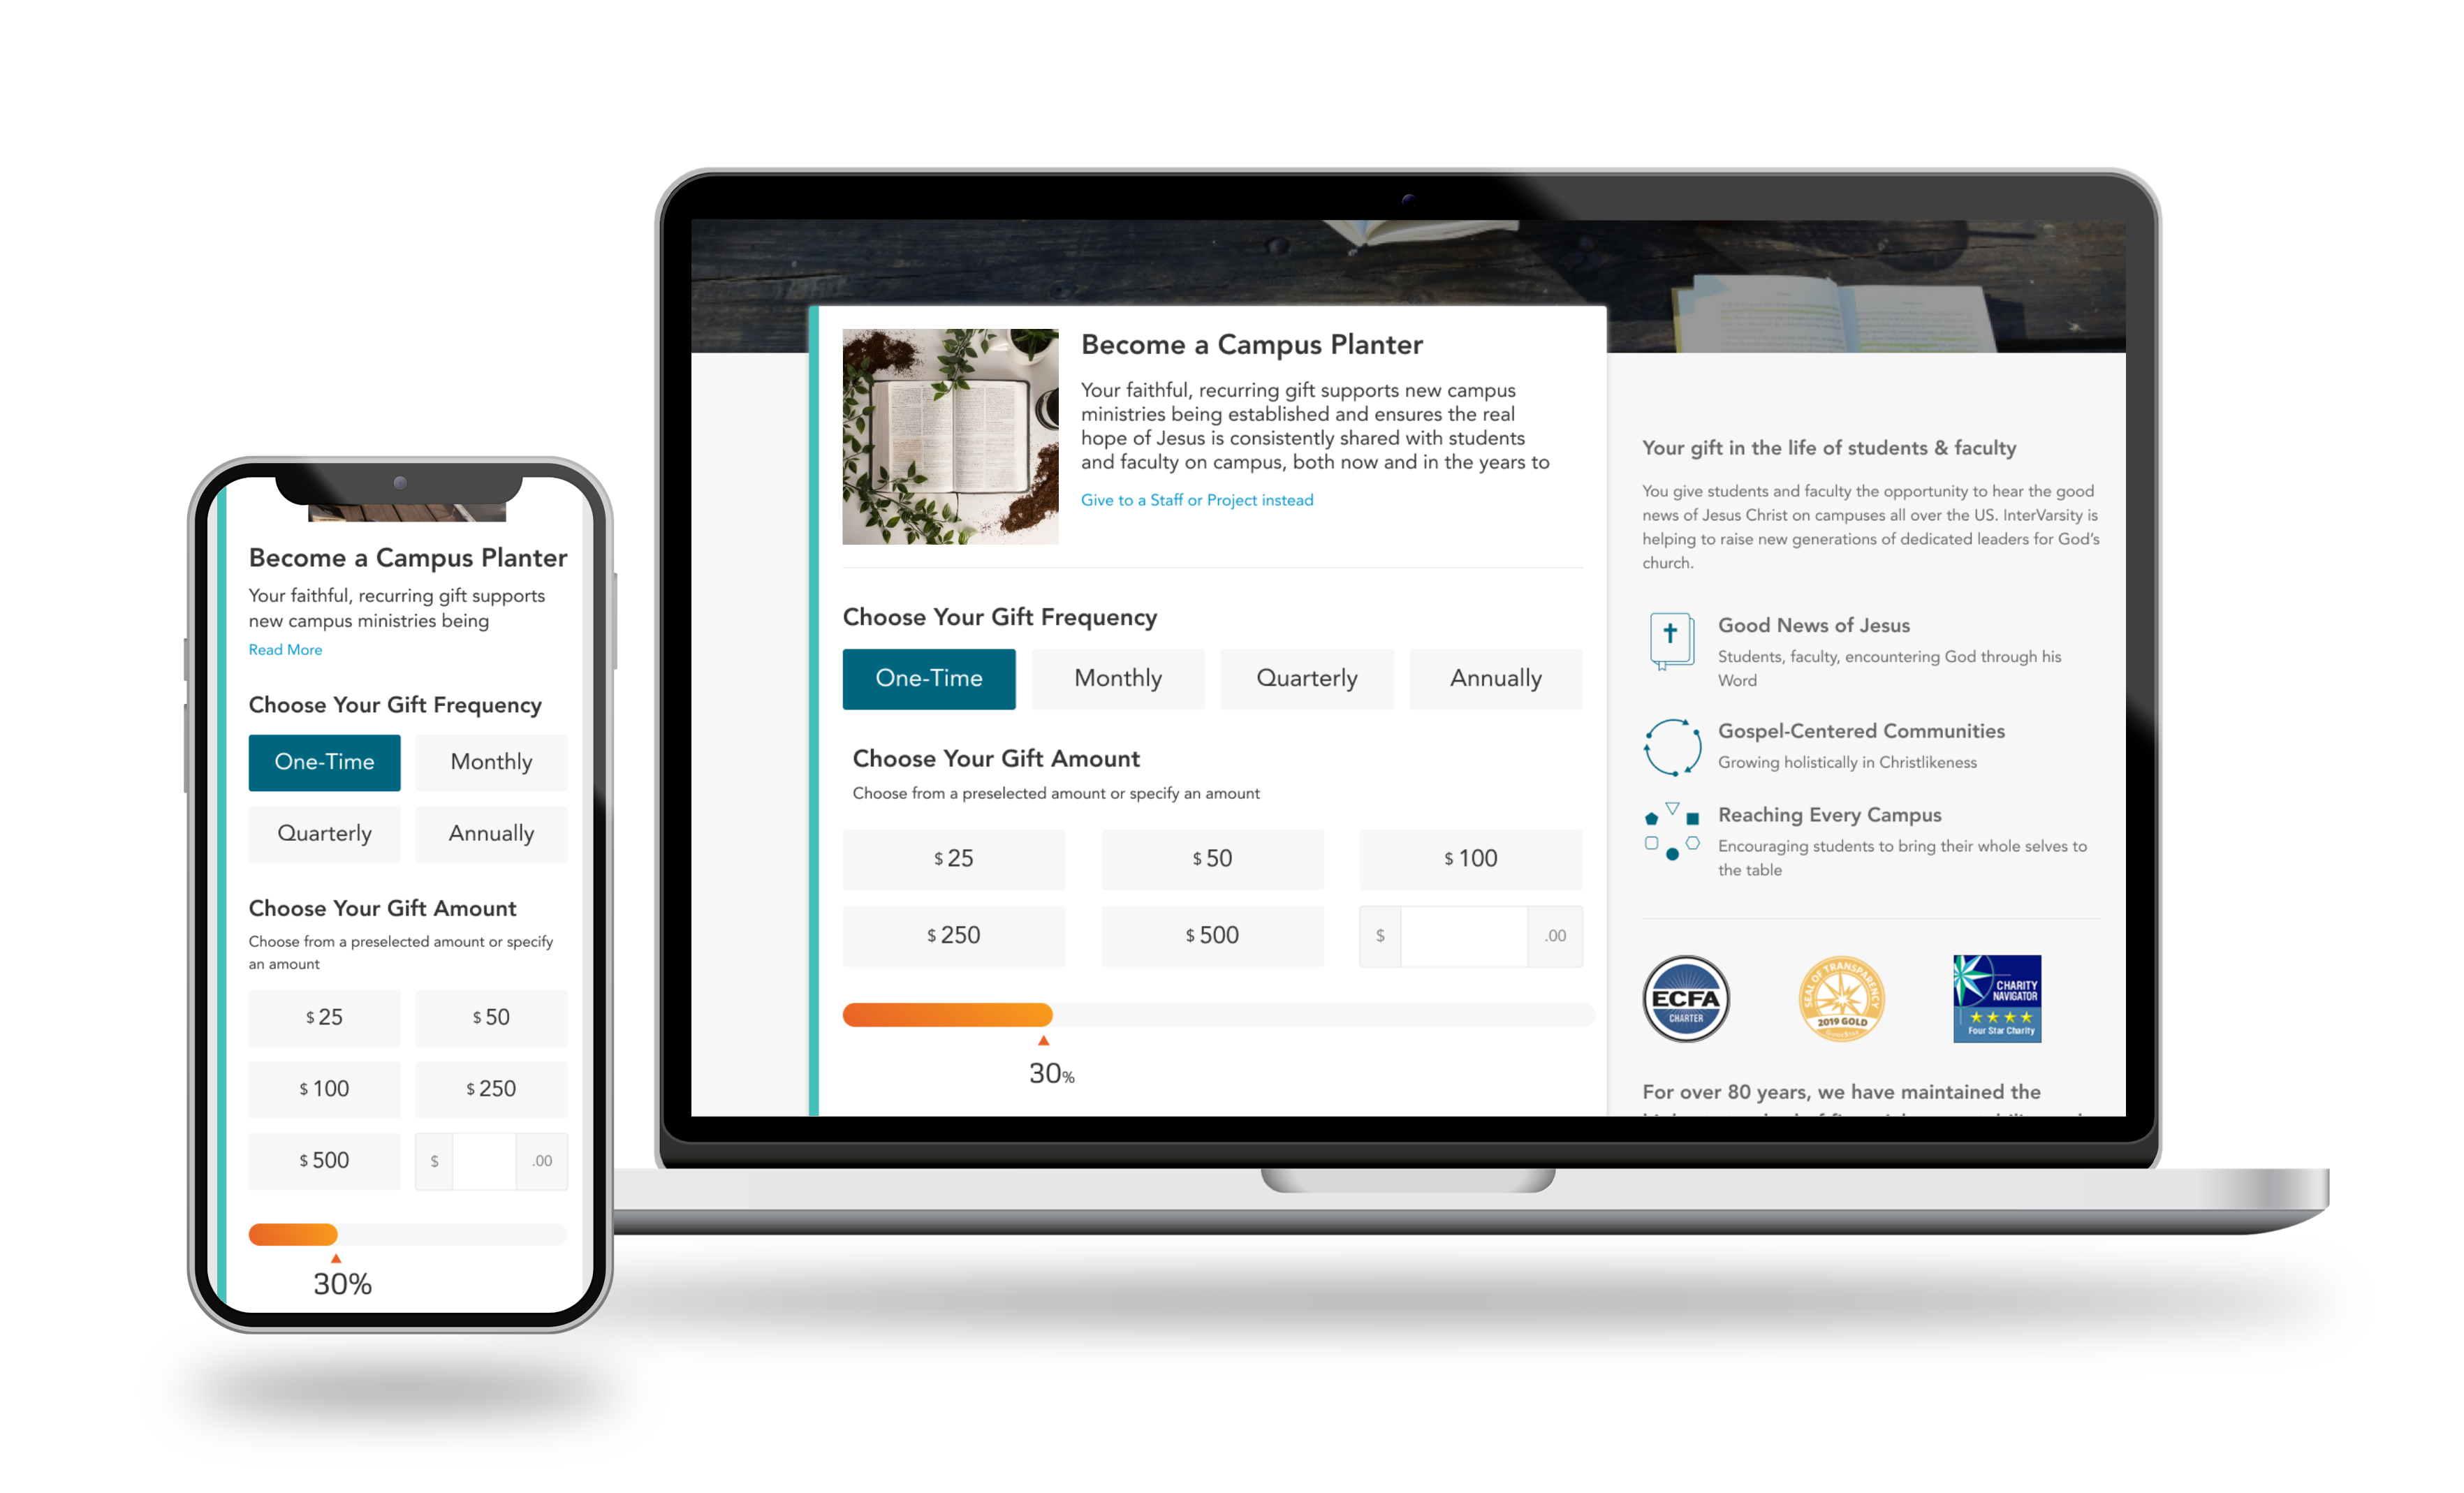 Become a Campus Planter
Your faithful, recurring gift supports
new campus ministries being
Read More
Choose Your Gift Frequency
One-Time
Monthly
Quarterly
Annually
Choose Your Gift Amount
Choose from a preselected amount or specify
an amount
$ 25
$ 50
$ 100
$ 250
$ 500
$ .00
30%
Become a Campus Planter
Your faithful, recurring gift supports new campus
ministries being established and ensures the real
hope of Jesus is consistently shared with students
and faculty on campus, both now and in the years to
Give to a Staff or Project instead
Choose Your Gift Frequency
One-Time
Monthly
Quarterly
Annually
Choose Your Gift Amount
Choose from a preselected amount or specify an amount
$ 25
$ 50
$ 100
$ 250
$ 500
$ .00
30%
Your gift in the life of students & faculty
You give students and faculty the opportunity to hear the good
news of Jesus Christ on campuses all over the US. InterVarsity is
helping to raise new generations of dedicated leaders for God's
church.
Good News of Jesus
Students, faculty, encountering God through his
Word
Gospel-Centered Communities
Growing holistically in Christlikeness
Reaching Every Campus
Encouraging students to bring their whole selves to
the table
ECFA
CHARTER
SEAL OF TRANSPARENCY
2019 GOLD
CHARITY
NAVIGATOR
Four Star Charity
For over 80 years, we have maintained the